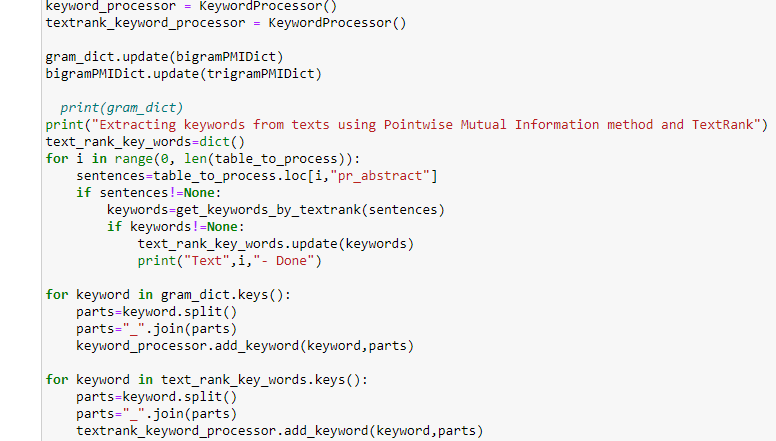 keyword_processor = KeywordProcessor()
textrank_keyword_processor = KeywordProcessor()
gram_dict.update(bigramPMIDict)
bigramPMIDict.update(trigramPMIDict)
print(gram_dict)
print("Extracting keywords from texts using Pointwise Mutual Information method and TextRank")
text_rank_key_words=dict()
for i in range(0, len(table_to_process)):
    sentences=table_to_process.loc[i,"pr_abstract"]
    if sentences!=None:
        keywords=get_keywords_by_textrank(sentences)
        if keywords!=None:
            text_rank_key_words.update(keywords)
            print("Text",i,"- Done")
for keyword in gram_dict.keys():
    parts=keyword.split()
    parts="_".join(parts)
    keyword_processor.add_keyword(keyword,parts)
for keyword in text_rank_key_words.keys():
    parts=keyword.split()
    parts="_".join(parts)
    textrank_keyword_processor.add_keyword(keyword,parts)